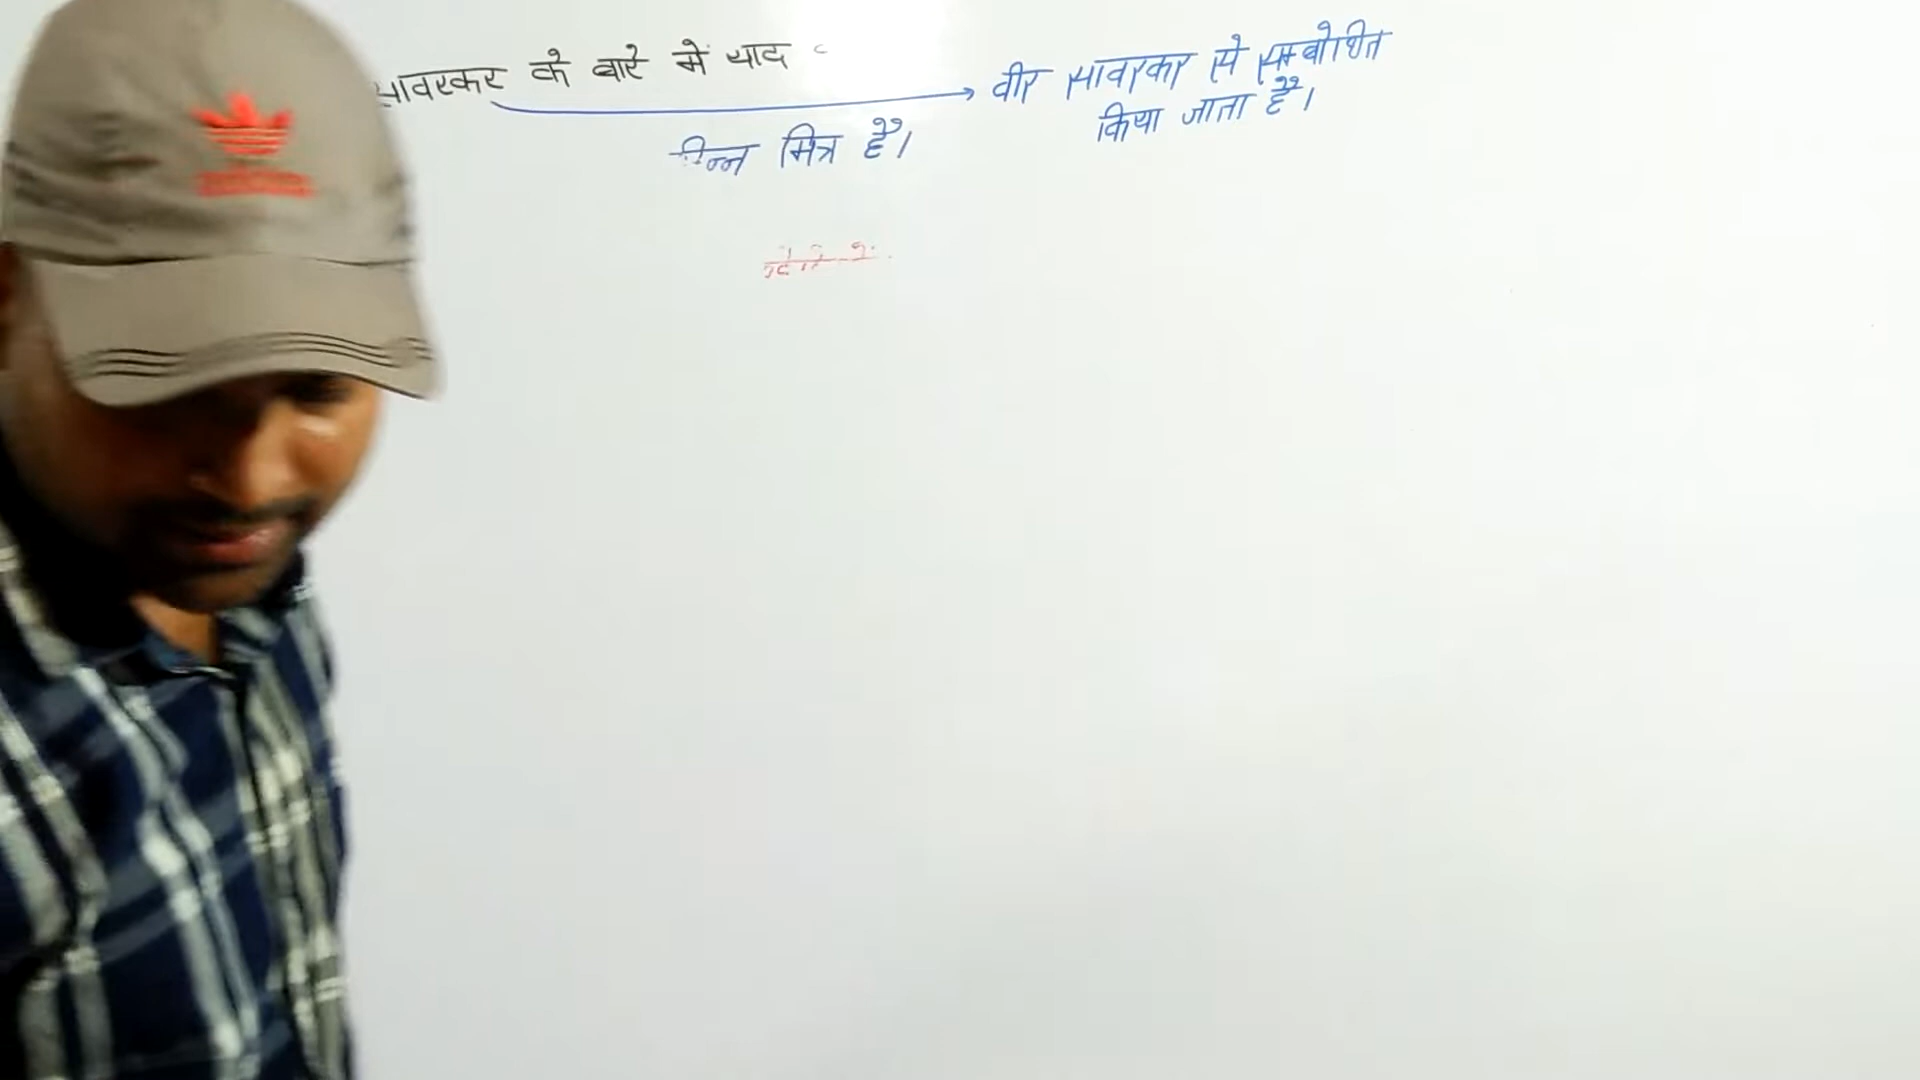 सावरकर के बारे में याद
वीर सावरकर से सम्बोधित
किया जाता है।
मित्र है।